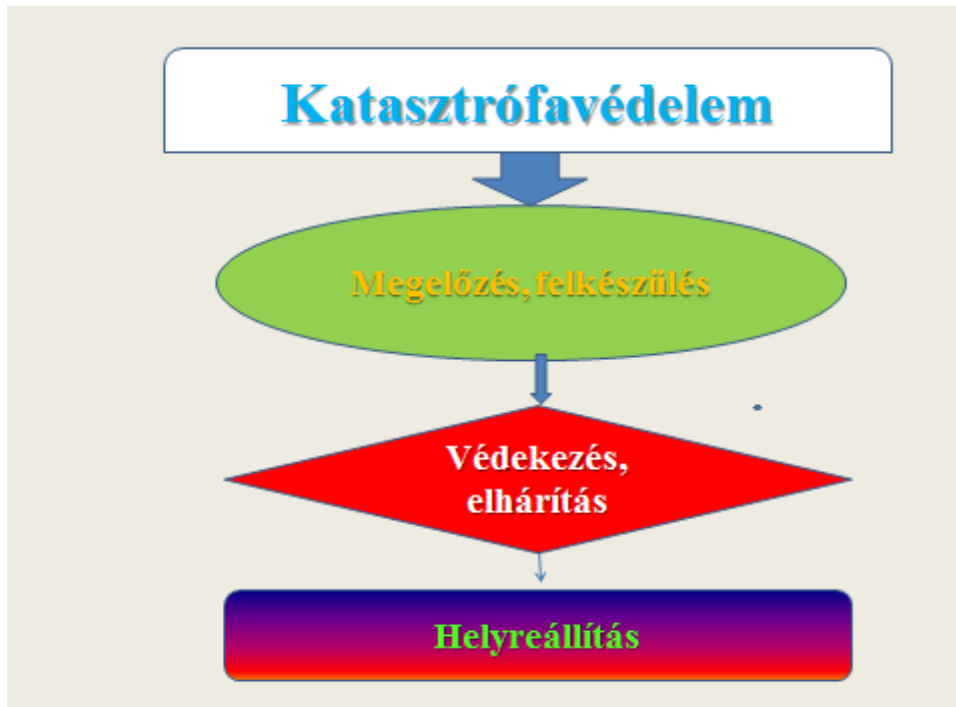 Katasztrófavédelem
Megelőzés, felkészülés
Védekezés,
elhárítás
Helyreállítás